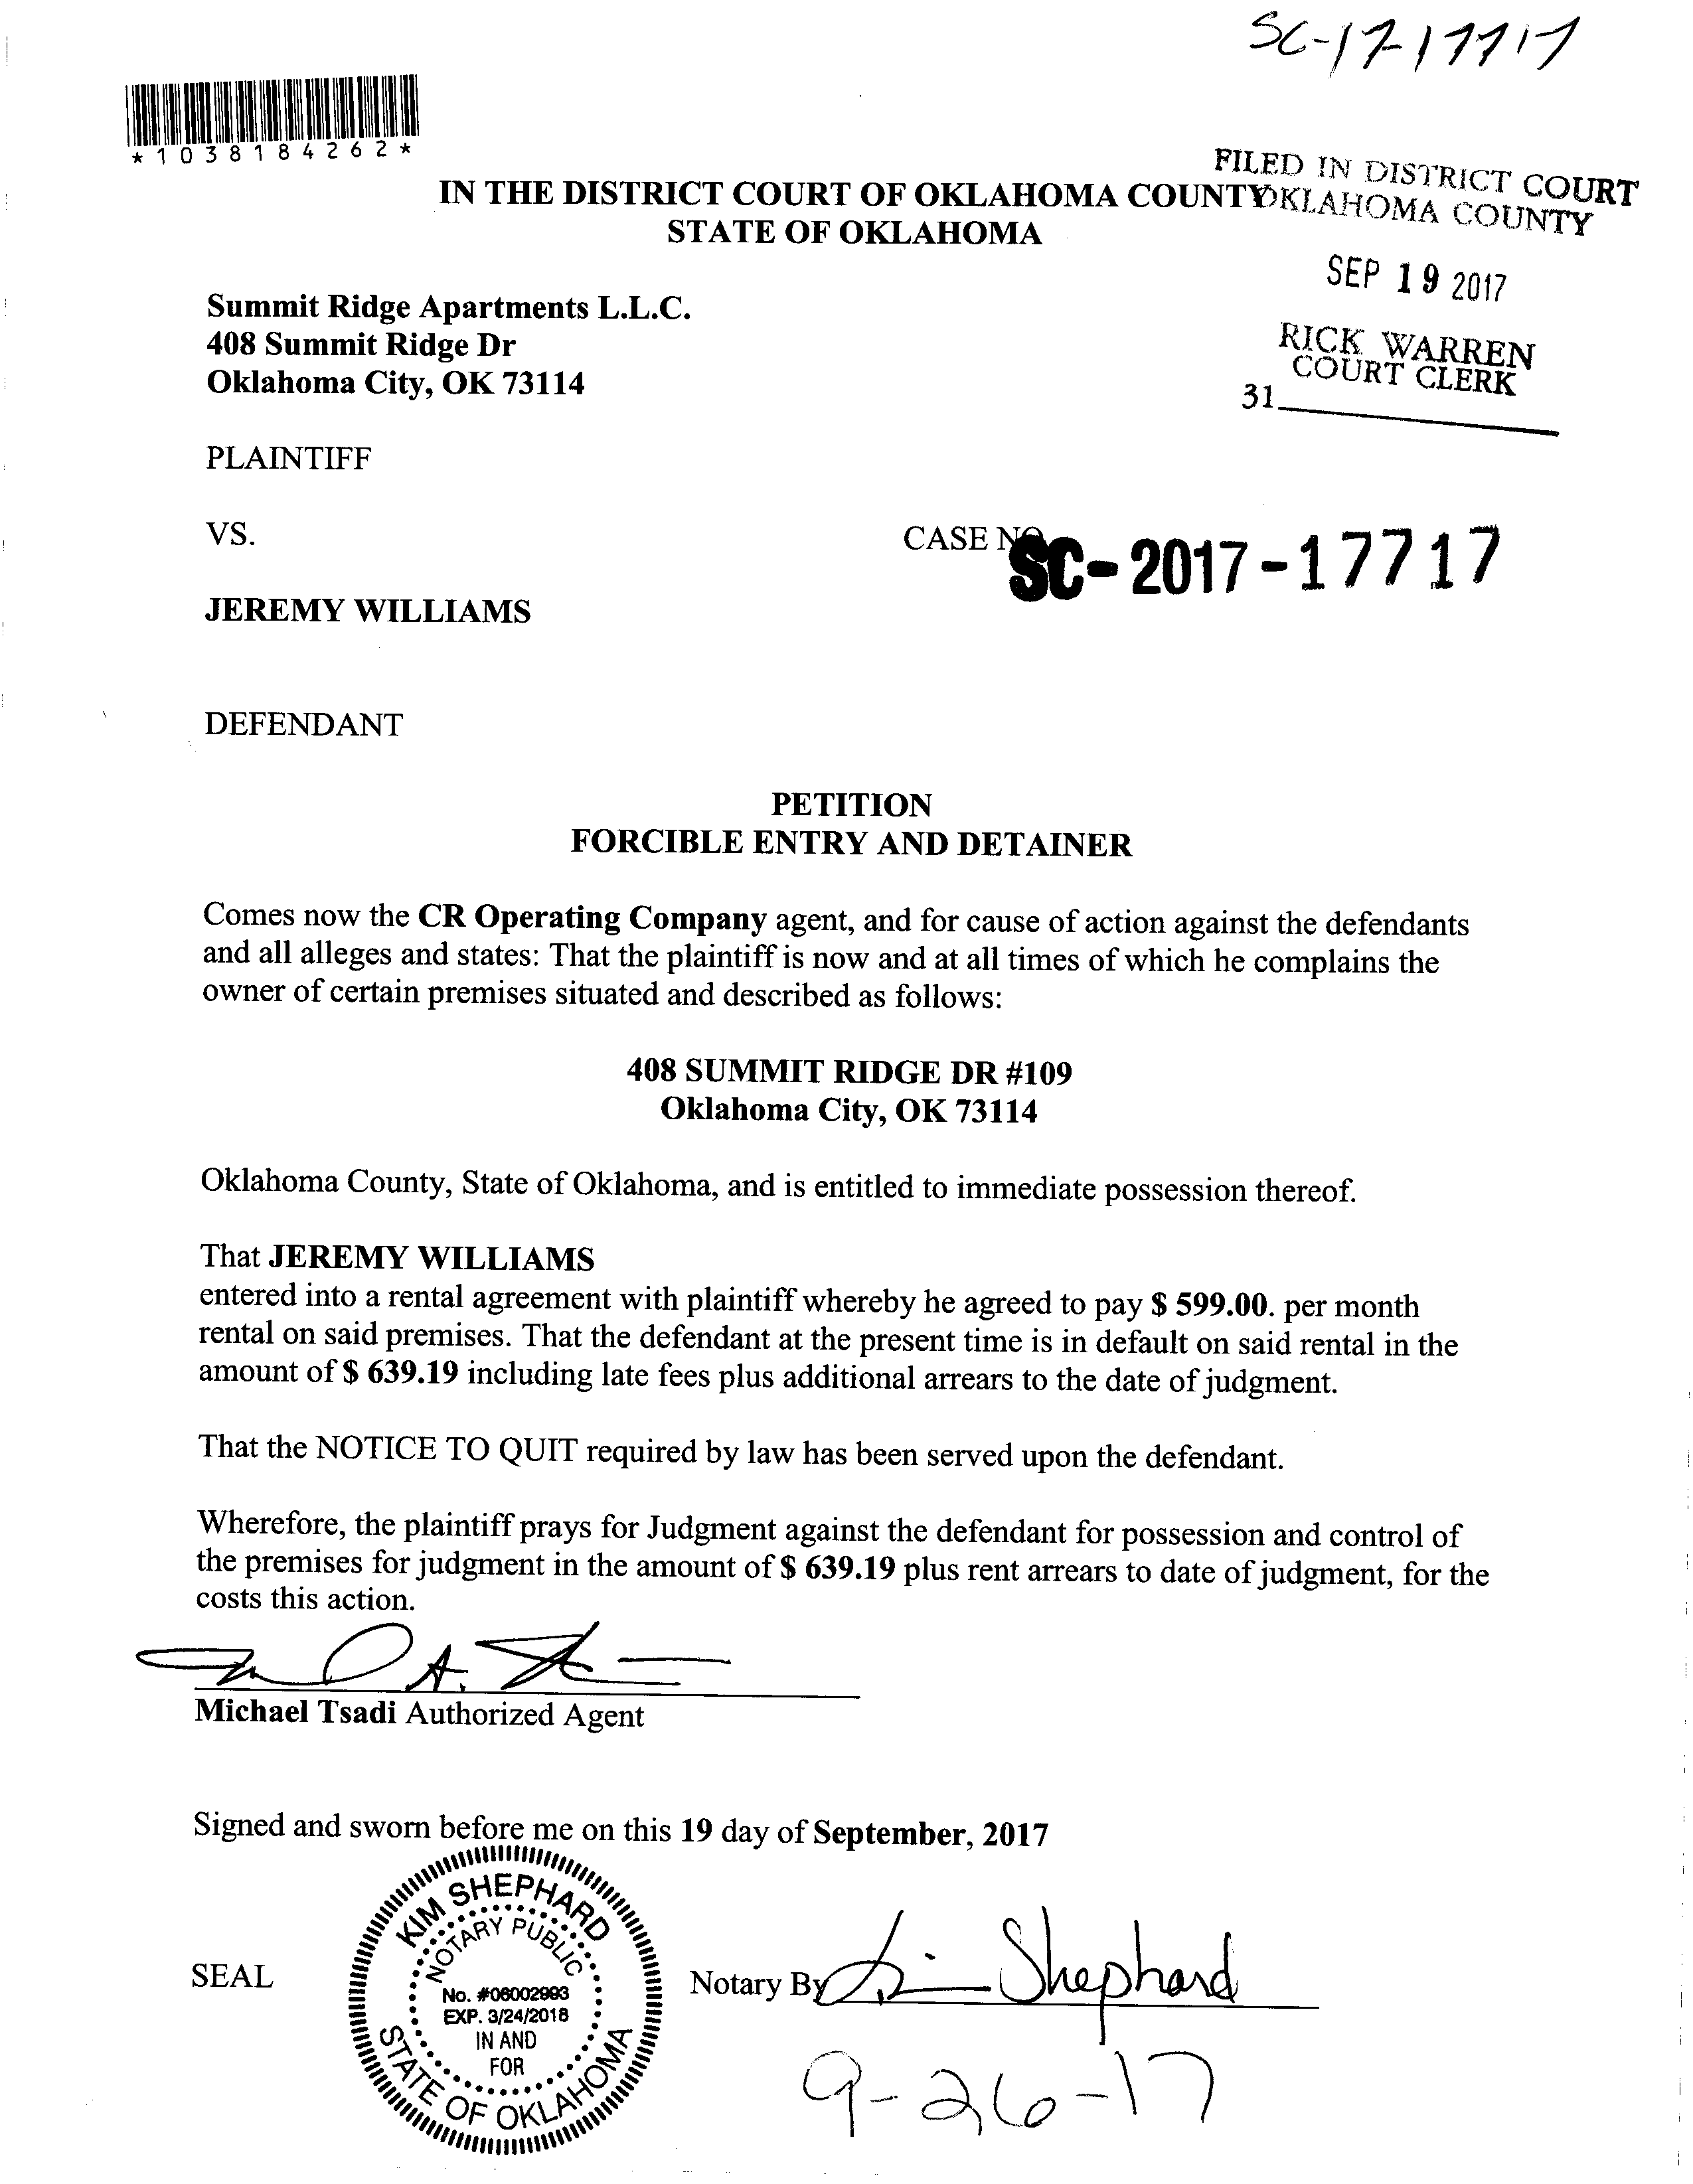 SC-17-17717
*1038184262*
FILED IN DISTRICT COURT
OKLAHOMA COUNTY
IN THE DISTRICT COURT OF OKLAHOMA COUNTY
STATE OF OKLAHOMA
SEP 19 2017
Summit Ridge Apartments L.L.C.
408 Summit Ridge Dr
Oklahoma City, OK 73114
RICK WARREN
COURT CLERK
31
PLAINTIFF
VS.
CASE NO
SC-2017-17717
JEREMY WILLIAMS
DEFENDANT
PETITION
FORCIBLE ENTRY AND DETAINER
Comes now the CR Operating Company agent, and for cause of action against the defendants
and all alleges and states: That the plaintiff is now and at all times of which he complains the
owner of certain premises situated and described as follows:
408 SUMMIT RIDGE DR #109
Oklahoma City, OK 73114
Oklahoma County, State of Oklahoma, and is entitled to immediate possession thereof.
That JEREMY WILLIAMS
entered into a rental agreement with plaintiff whereby he agreed to pay $ 599.00. per month
rental on said premises. That the defendant at the present time is in default on said rental in the
amount of $ 639.19 including late fees plus additional arrears to the date of judgment.
That the NOTICE TO QUIT required by law has been served upon the defendant.
Wherefore, the plaintiff prays for Judgment against the defendant for possession and control of
the premises for judgment in the amount of $ 639.19 plus rent arrears to date of judgment, for the
costs this action.
Michael Tsadi Authorized Agent
Signed and sworn before me on this 19 day of September, 2017
SEAL
KIM SHEPHARD
NOTARY PUBLIC
No. #06002993
EXP. 3/24/2018
IN AND
FOR
STATE OF OKLAHOMA
Notary By Kim Shephard
9-26-17